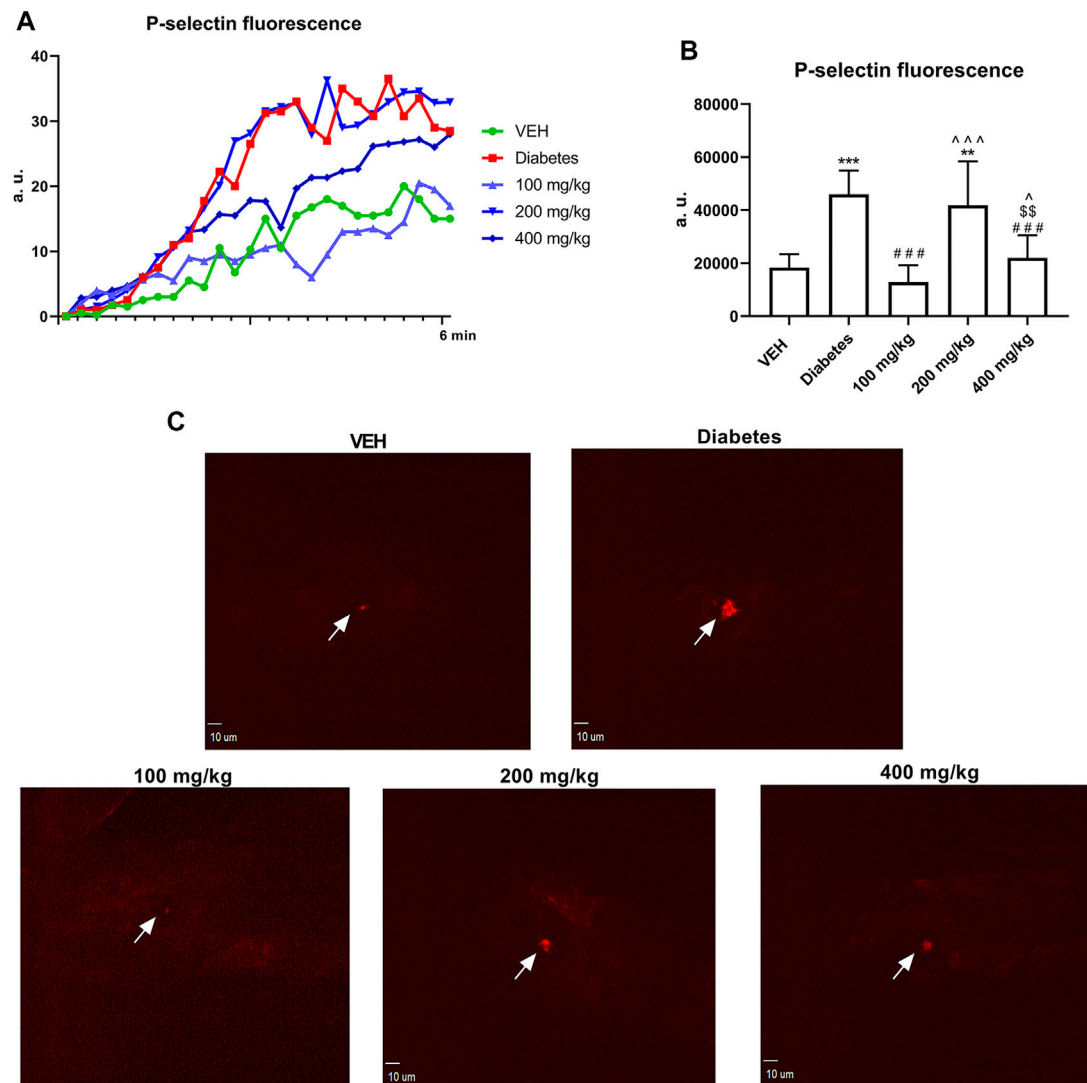 A
P-selectin fluorescence
40
30
20
10
0
a. u.
6 min
VEH
Diabetes
100 mg/kg
200 mg/kg
400 mg/kg
B
P-selectin fluorescence
80000
60000
40000
20000
0
a. u.
***
###
^^^
**
^
$$
###
VEH
Diabetes
100 mg/kg
200 mg/kg
400 mg/kg
C
VEH
Diabetes
10 um
10 um
100 mg/kg
200 mg/kg
400 mg/kg
10 um
10 um
10 um